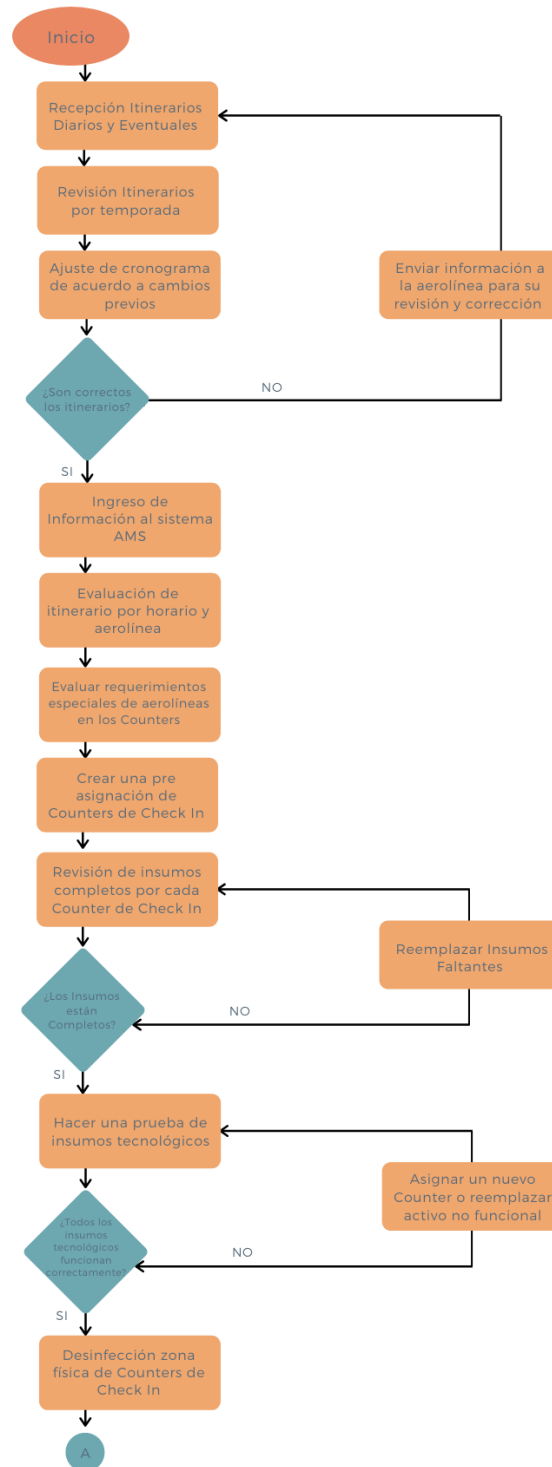 Inicio
Recepción Itinerarios
Diarios y Eventuales
Revisión Itinerarios
por temporada
Ajuste de cronograma
de acuerdo a cambios
previos
Enviar información a
la aerolínea para su
revisión y corrección
¿Son correctos
los itinerarios?
NO
SI
Ingreso de
Información al sistema
AMS
Evaluación de
itinerario por horario y
aerolínea
Evaluar requerimientos
especiales de aerolíneas
en los Counters
Crear una pre
asignación de
Counters de Check In
Revisión de insumos
completos por cada
Counter de Check In
Reemplazar Insumos
Faltantes
¿Los Insumos
están
Completos?
NO
SI
Hacer una prueba de
insumos tecnológicos
Asignar un nuevo
Counter o reemplazar
activo no funcional
¿Todos los
insumos
tecnológicos
funcionan
correctamente?
NO
SI
Desinfección zona
física de Counters de
Check In
A